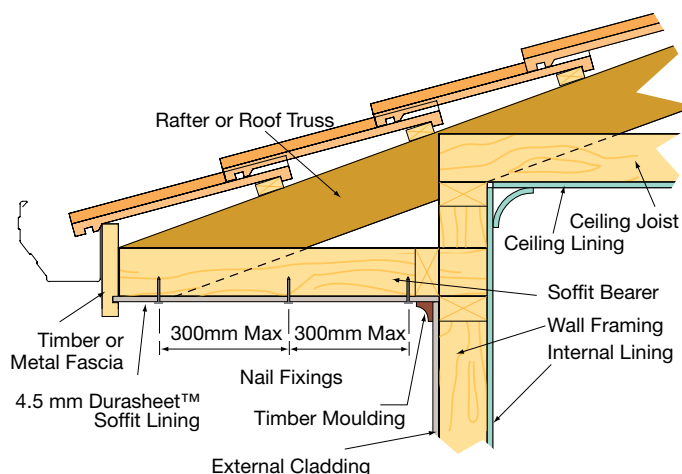 Rafter or Roof Truss
Ceiling Joist
Ceiling Lining
Soffit Bearer
Wall Framing
Internal Lining
Timber or
Metal Fascia
300mm Max
300mm Max
Nail Fixings
4.5 mm Durasheet™
Soffit Lining
Timber Moulding
External Cladding